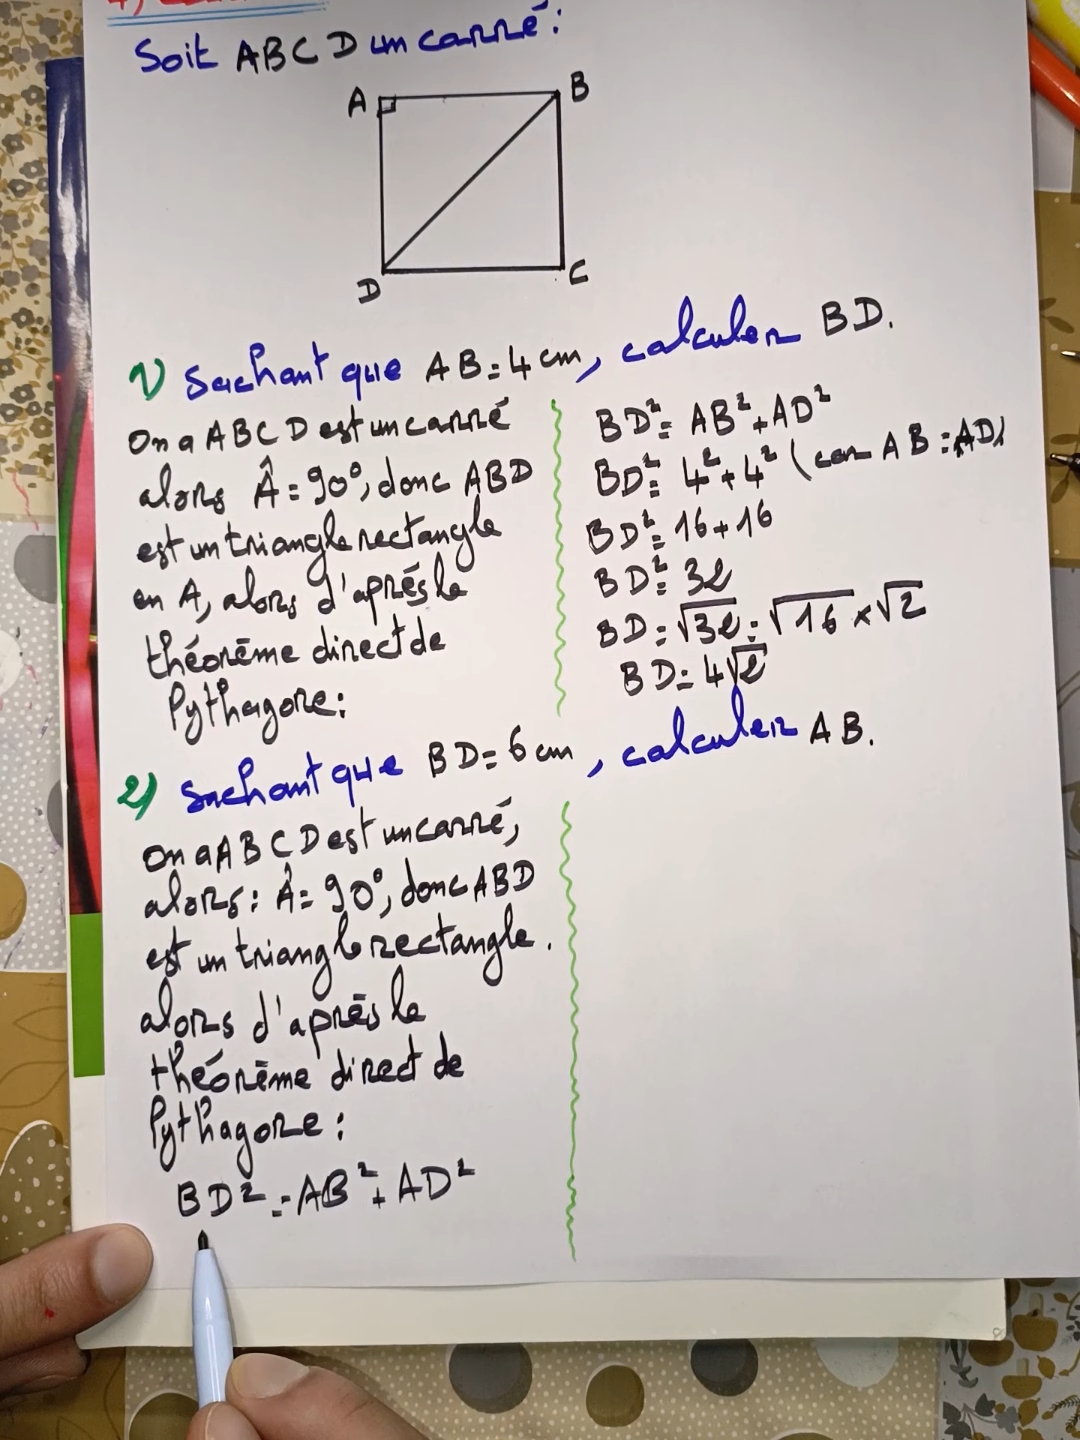 Soit ABCD un carré:
A
B
D
C
1) Sachant que AB = 4 cm, calculer BD.
On a ABCD est un carré
alors Â = 90°, donc ABD
est un triangle rectangle
en A, alors d'après le
théorème direct de
Pythagore:
BD² = AB² + AD²
BD² = 4² + 4² (car AB = AD)
BD² = 16 + 16
BD² = 32
BD = √32 = √16 × √2
BD = 4√2
2) Sachant que BD = 6 cm, calculer AB.
On a ABCD est un carré,
alors: Â = 90°, donc ABD
est un triangle rectangle.
alors d'après le
théorème direct de
Pythagore:
BD² = AB² + AD²